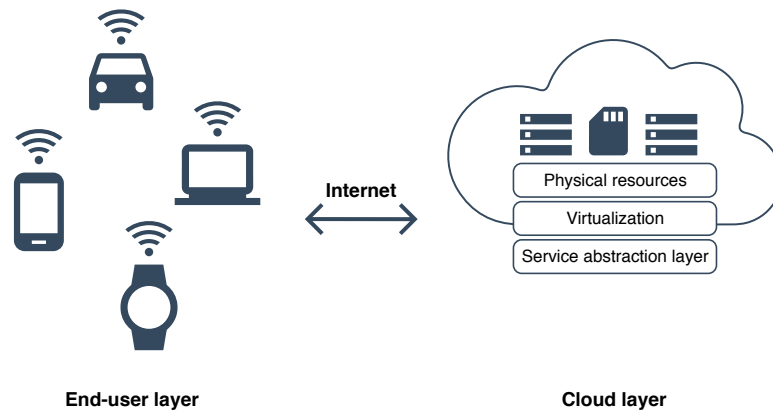 Internet
Physical resources
Virtualization
Service abstraction layer
End-user layer
Cloud layer